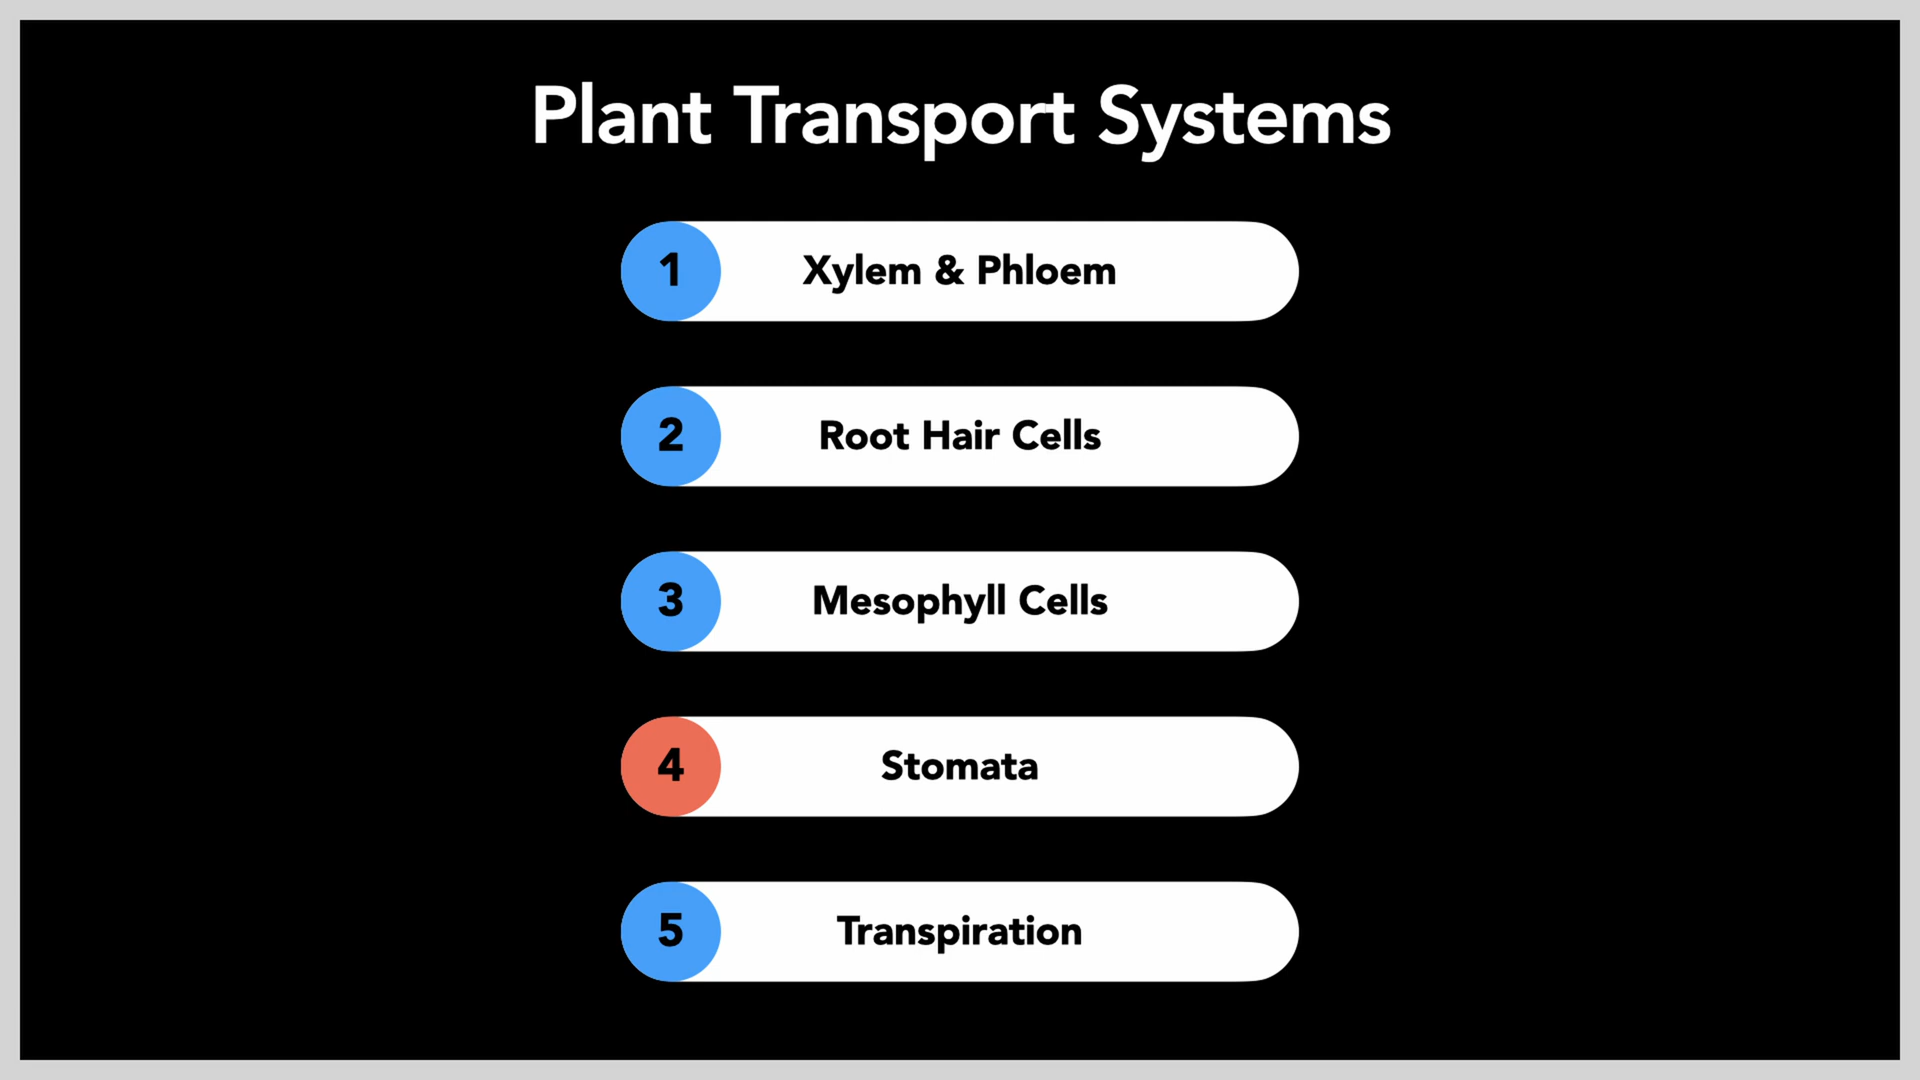 Plant Transport Systems
1 Xylem & Phloem
2 Root Hair Cells
3 Mesophyll Cells
4 Stomata
5 Transpiration